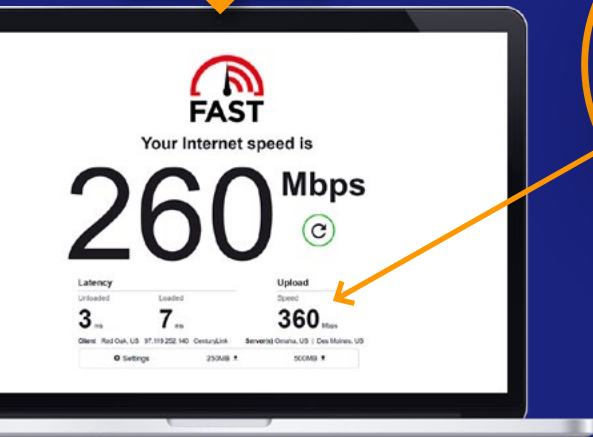 FAST
Your Internet speed is
260 Mbps
Latency
Upload
Unloaded
Loaded
Speed
3 ms
7 ms
360 Mbps
Client Red Oak, US 97.119.252.140 CenturyLink
Server(s) Omaha, US | Des Moines, US
Settings
250MB
500MB